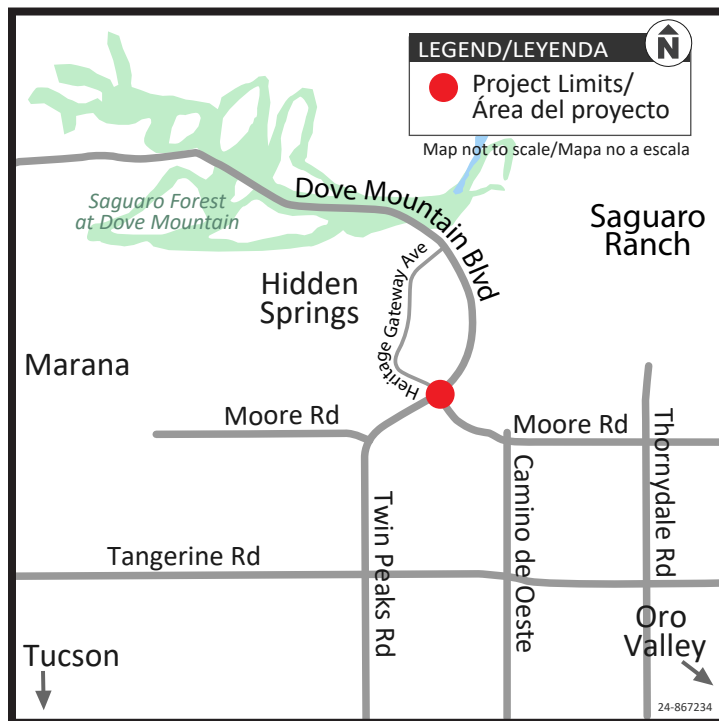 LEGEND/LEYENDA
N
Project Limits/
Área del proyecto
Map not to scale/Mapa no a escala
Dove Mountain Blvd
Saguaro Forest
at Dove Mountain
Saguaro
Ranch
Hidden
Springs
Heritage Gateway Ave
Marana
Moore Rd
Moore Rd
Thornydale Rd
Camino de Oeste
Twin Peaks Rd
Tangerine Rd
Oro
Valley
Tucson
24-867234